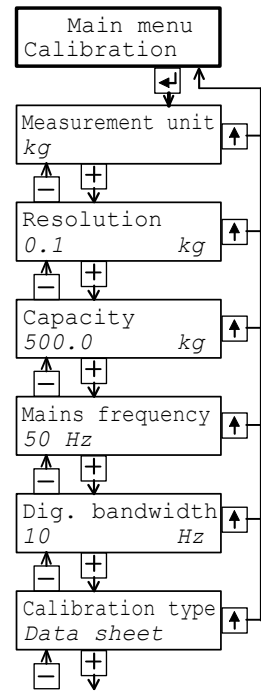 Main menu
Calibration
Measurement unit
kg
− +
Resolution
0.1 kg
− +
Capacity
500.0 kg
− +
Mains frequency
50 Hz
− +
Dig. bandwidth
10 Hz
− +
Calibration type
Data sheet
− +